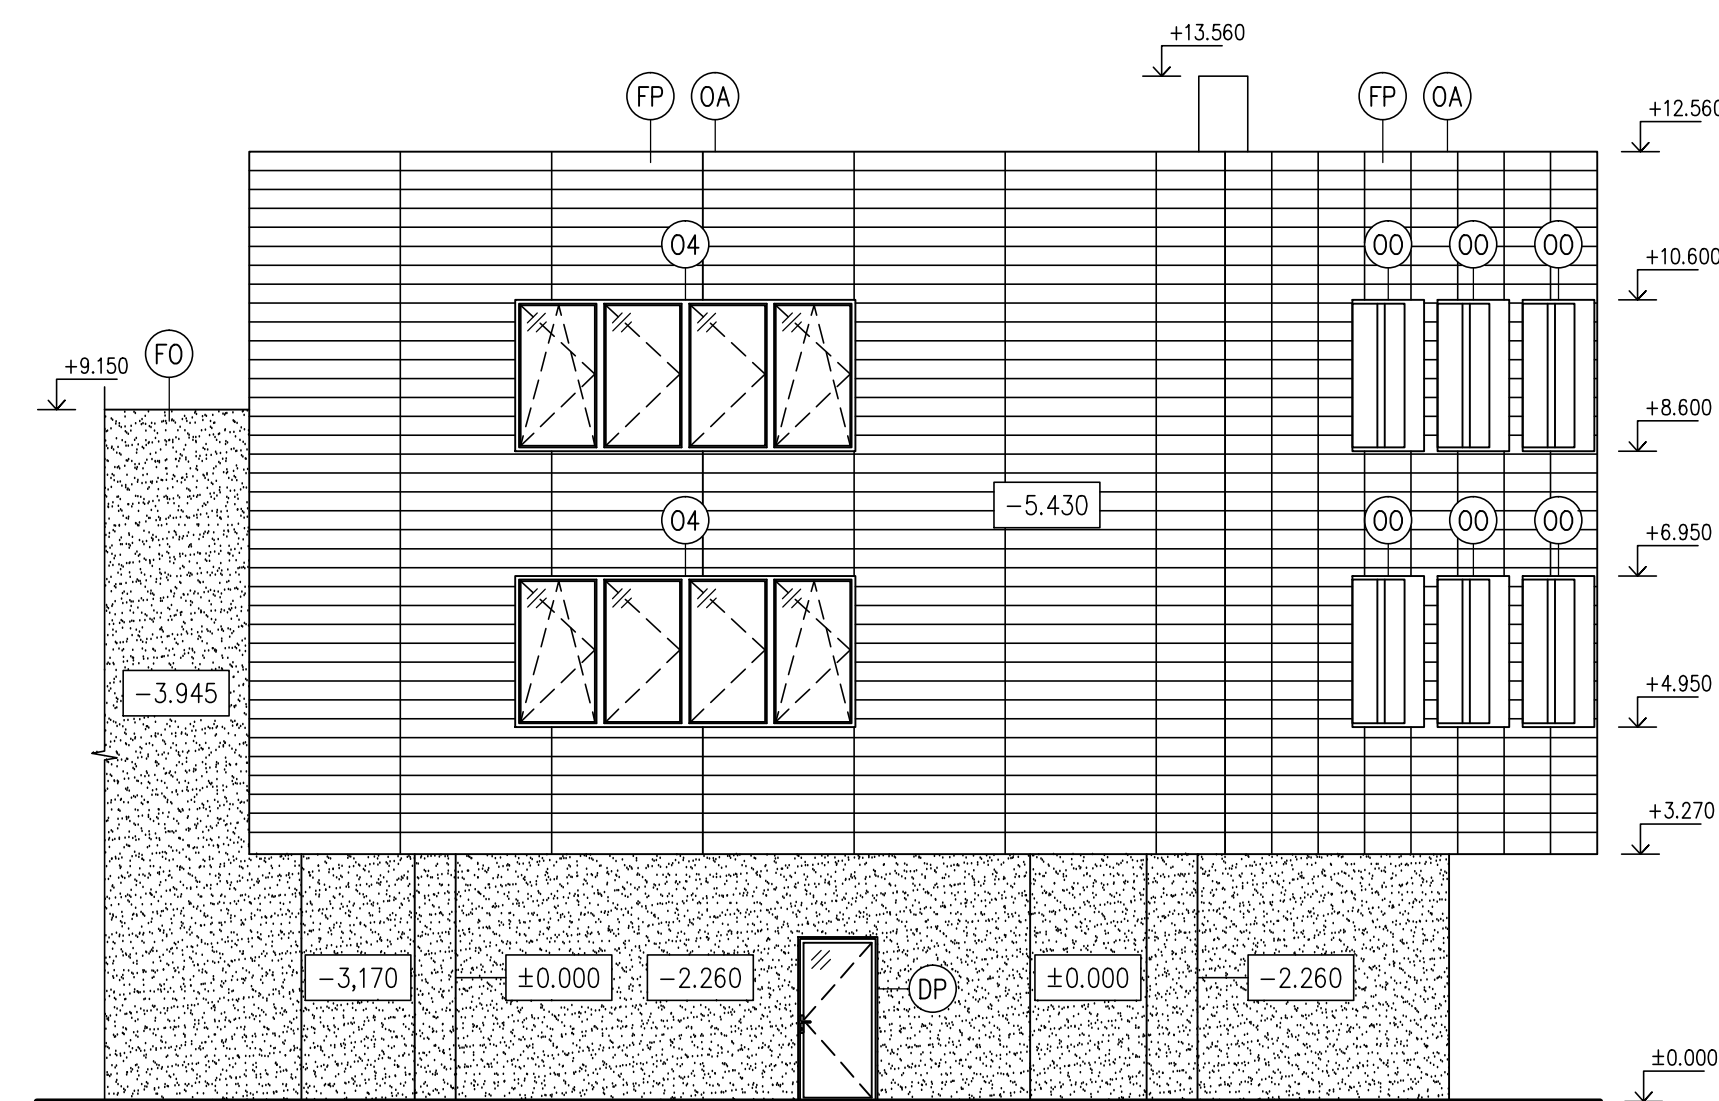 +13.560
FP OA FP OA
+12.560
O4 OO OO OO
+10.600
FO
+9.150
+8.600
-5.430
O4 OO OO OO
+6.950
-3.945
+4.950
+3.270
-3,170 ±0.000 -2.260 DP ±0.000 -2.260
±0.000